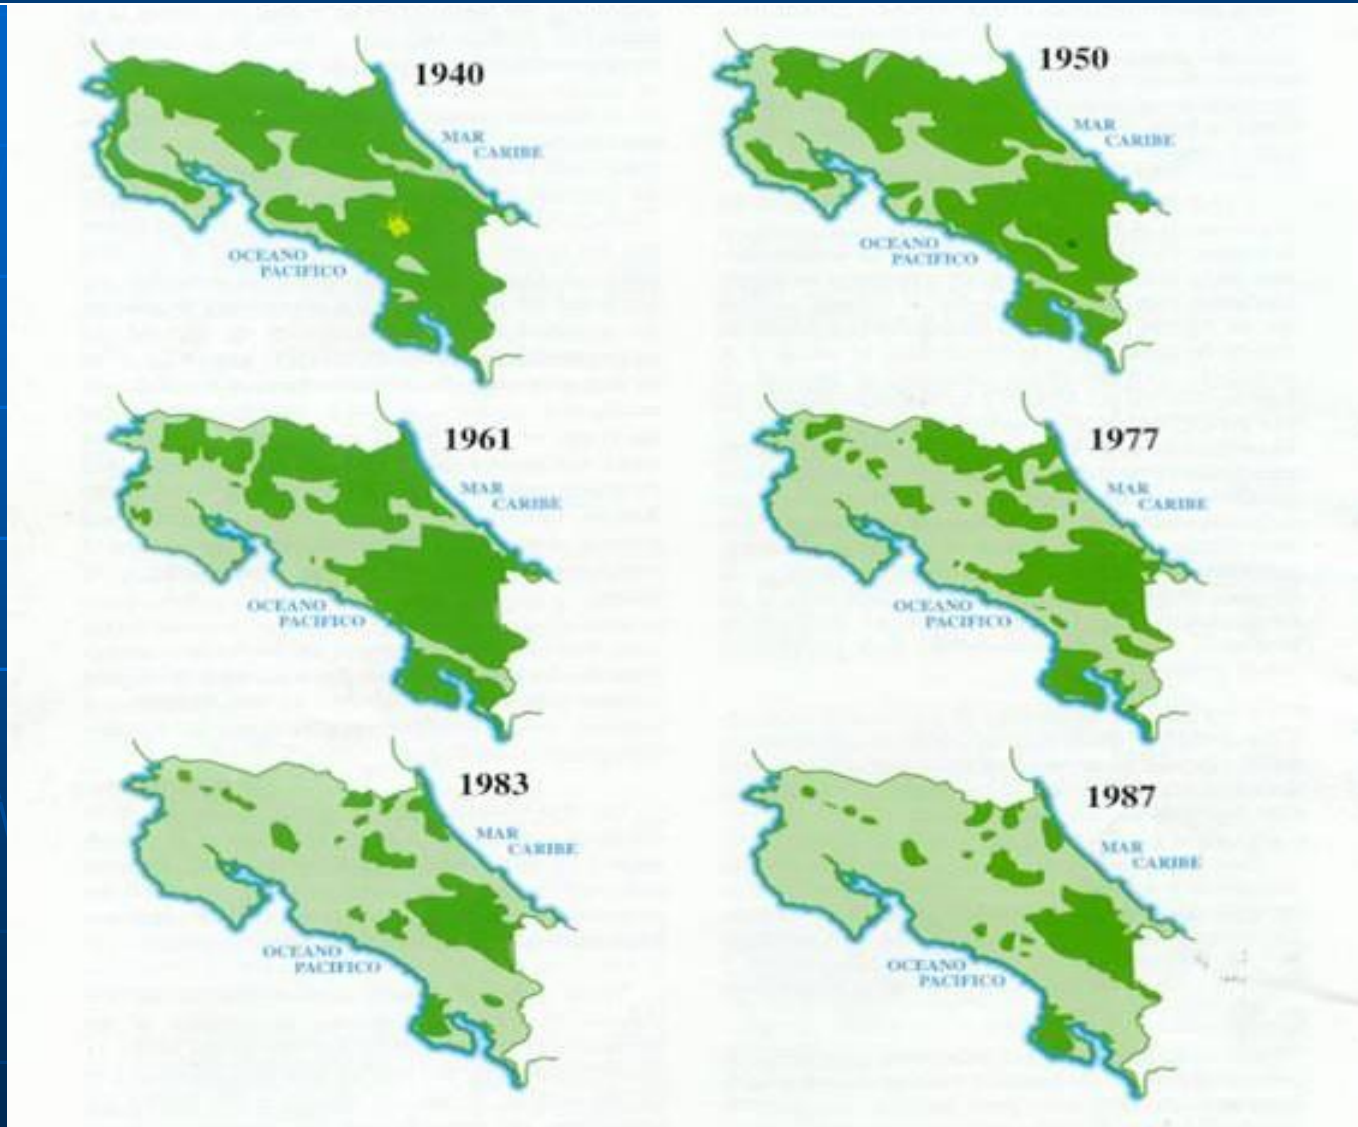 1940
MAR
CARIBE
OCEANO
PACIFICO
1950
MAR
CARIBE
OCEANO
PACIFICO
1961
MAR
CARIBE
OCEANO
PACIFICO
1977
MAR
CARIBE
OCEANO
PACIFICO
1983
MAR
CARIBE
OCEANO
PACIFICO
1987
MAR
CARIBE
OCEANO
PACIFICO